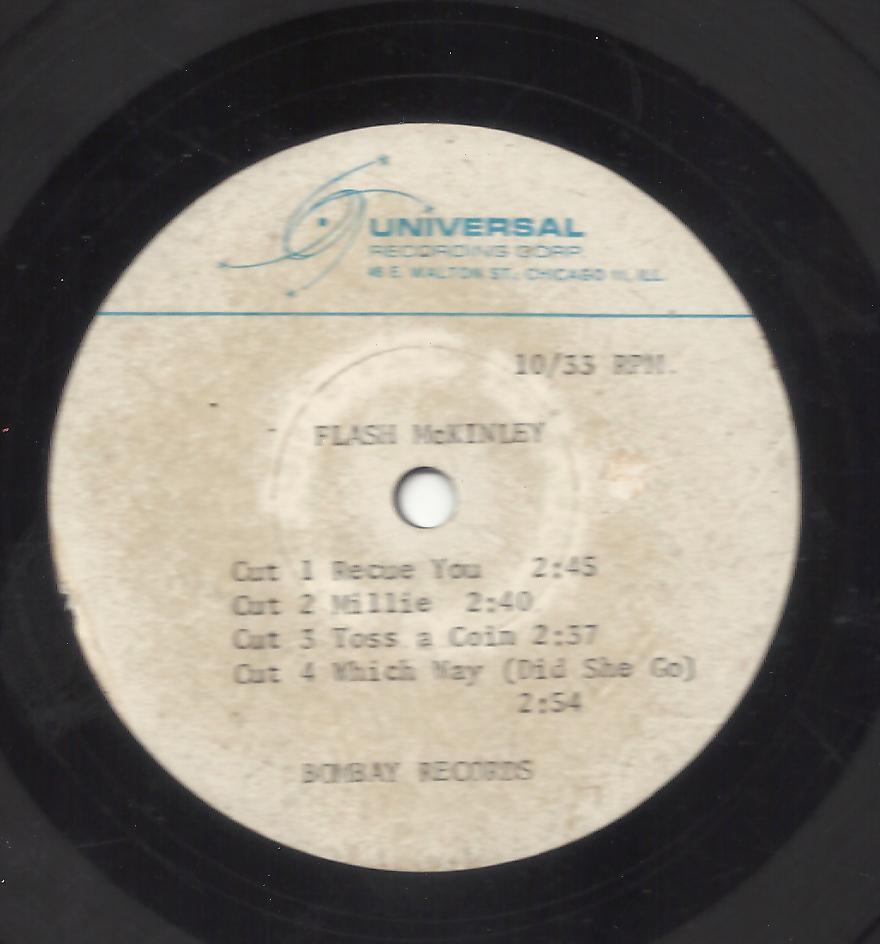 UNIVERSAL
RECORDING CORP.
46 E. WALTON ST., CHICAGO 11, ILL.
10/33 RPM.
FLASH McKINLEY
Cut 1 Recue You 2:45
Cut 2 Millie 2:40
Cut 3 Toss a Coin 2:37
Cut 4 Which Way (Did She Go)
2:54
BOMBAY RECORDS